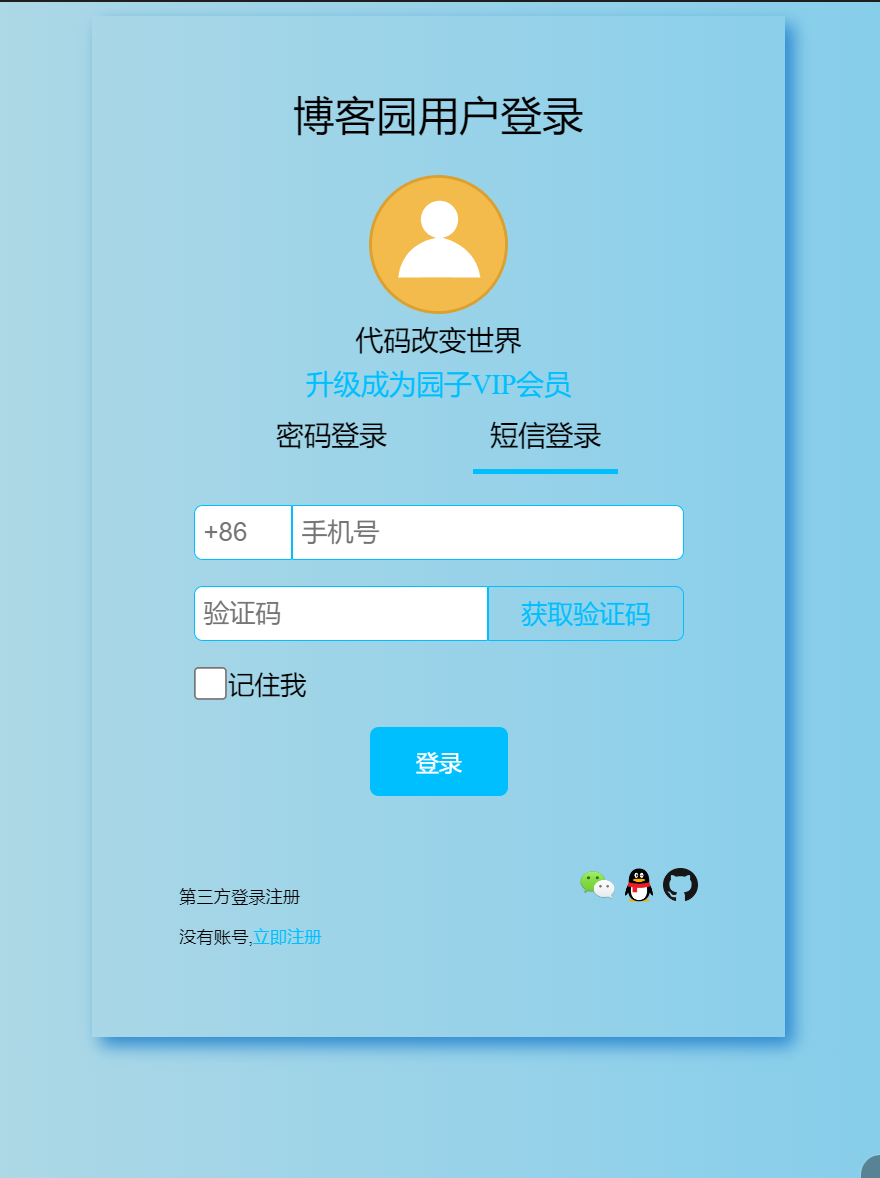 博客园用户登录
代码改变世界
升级成为园子VIP会员
密码登录 短信登录
+86 手机号
验证码 获取验证码
记住我
登录
第三方登录注册
没有账号,立即注册